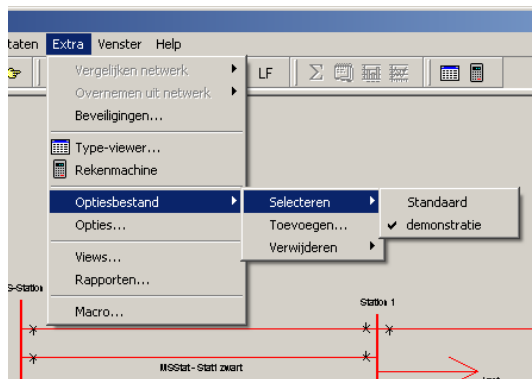 taten Extra Venster Help
Vergelijken netwerk
LF
Overnemen uit netwerk
Beveiligingen...
Type-viewer...
Rekenmachine
Optiesbestand Selecteren Standaard
Opties... Toevoegen... demonstratie
Verwijderen
Views...
Rapporten...
S-Station
Station 1
Macro...
MSStat- Stat1 zwart